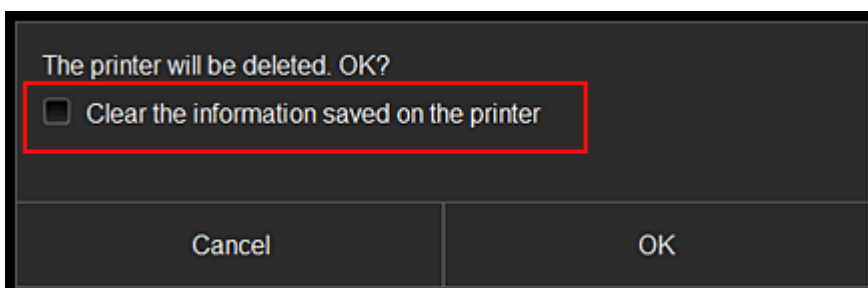 The printer will be deleted. OK?
Clear the information saved on the printer
Cancel
OK